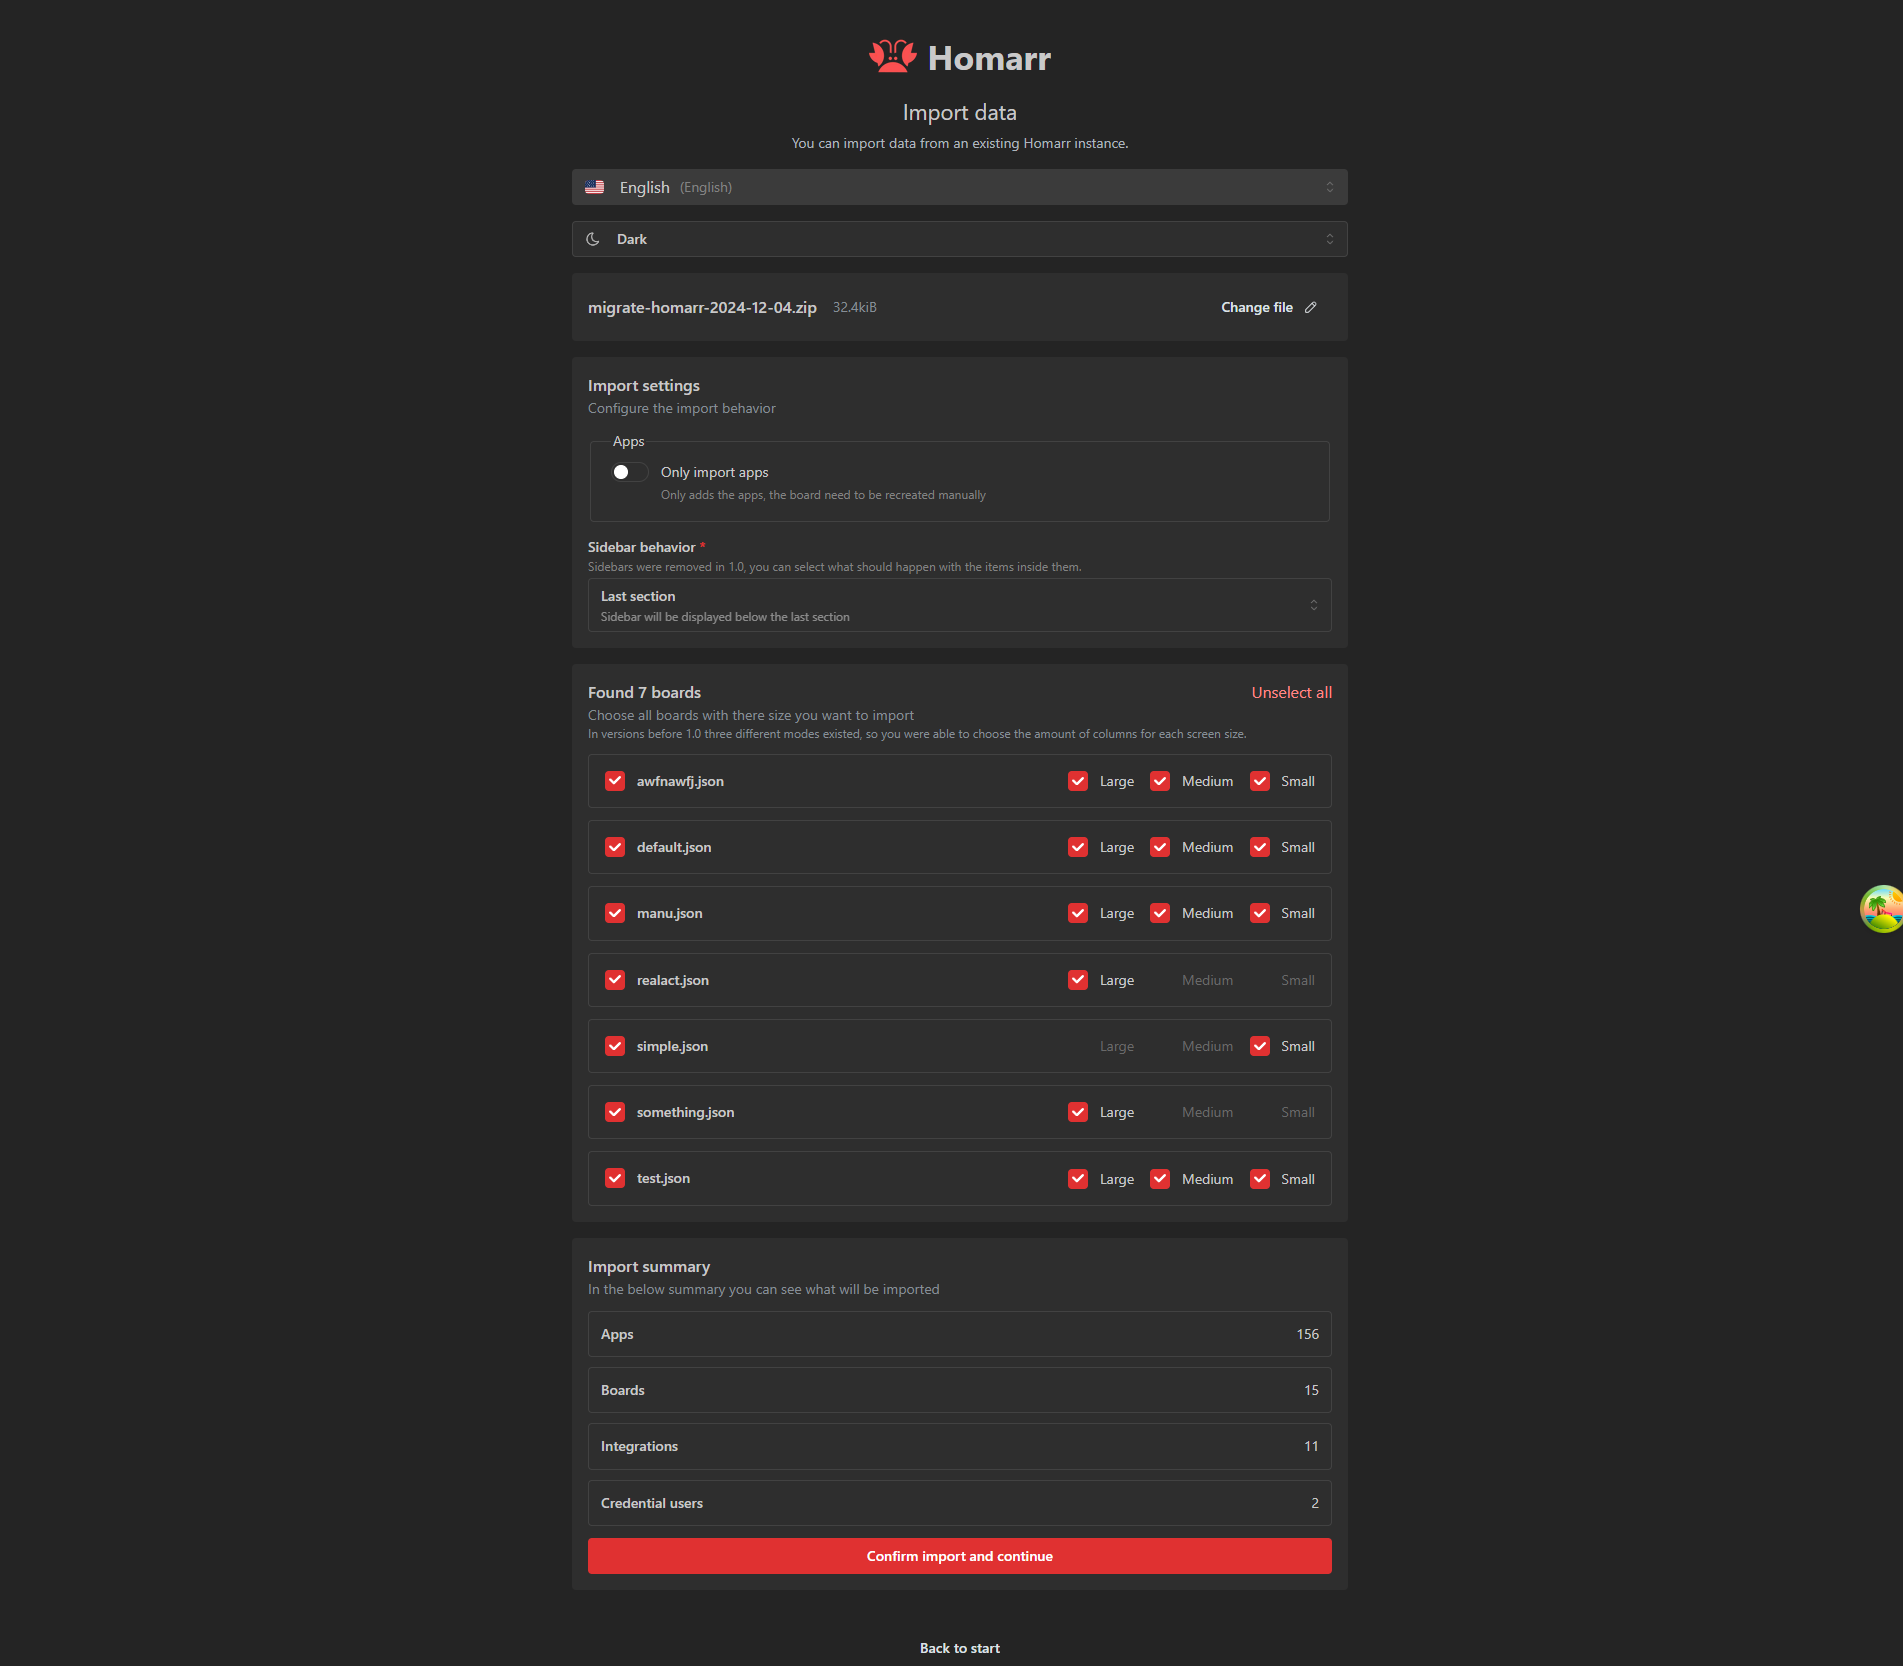 Homarr
Import data
You can import data from an existing Homarr instance.
English (English)
Dark
migrate-homarr-2024-12-04.zip 32.4kiB Change file
Import settings
Configure the import behavior
Apps
Only import apps
Only adds the apps, the board need to be recreated manually
Sidebar behavior *
Sidebars were removed in 1.0, you can select what should happen with the items inside them.
Last section
Sidebar will be displayed below the last section
Found 7 boards Unselect all
Choose all boards with there size you want to import
In versions before 1.0 three different modes existed, so you were able to choose the amount of columns for each screen size.
awfnawfj.json Large Medium Small
default.json Large Medium Small
manu.json Large Medium Small
realact.json Large Medium Small
simple.json Large Medium Small
something.json Large Medium Small
test.json Large Medium Small
Import summary
In the below summary you can see what will be imported
Apps 156
Boards 15
Integrations 11
Credential users 2
Confirm import and continue
Back to start